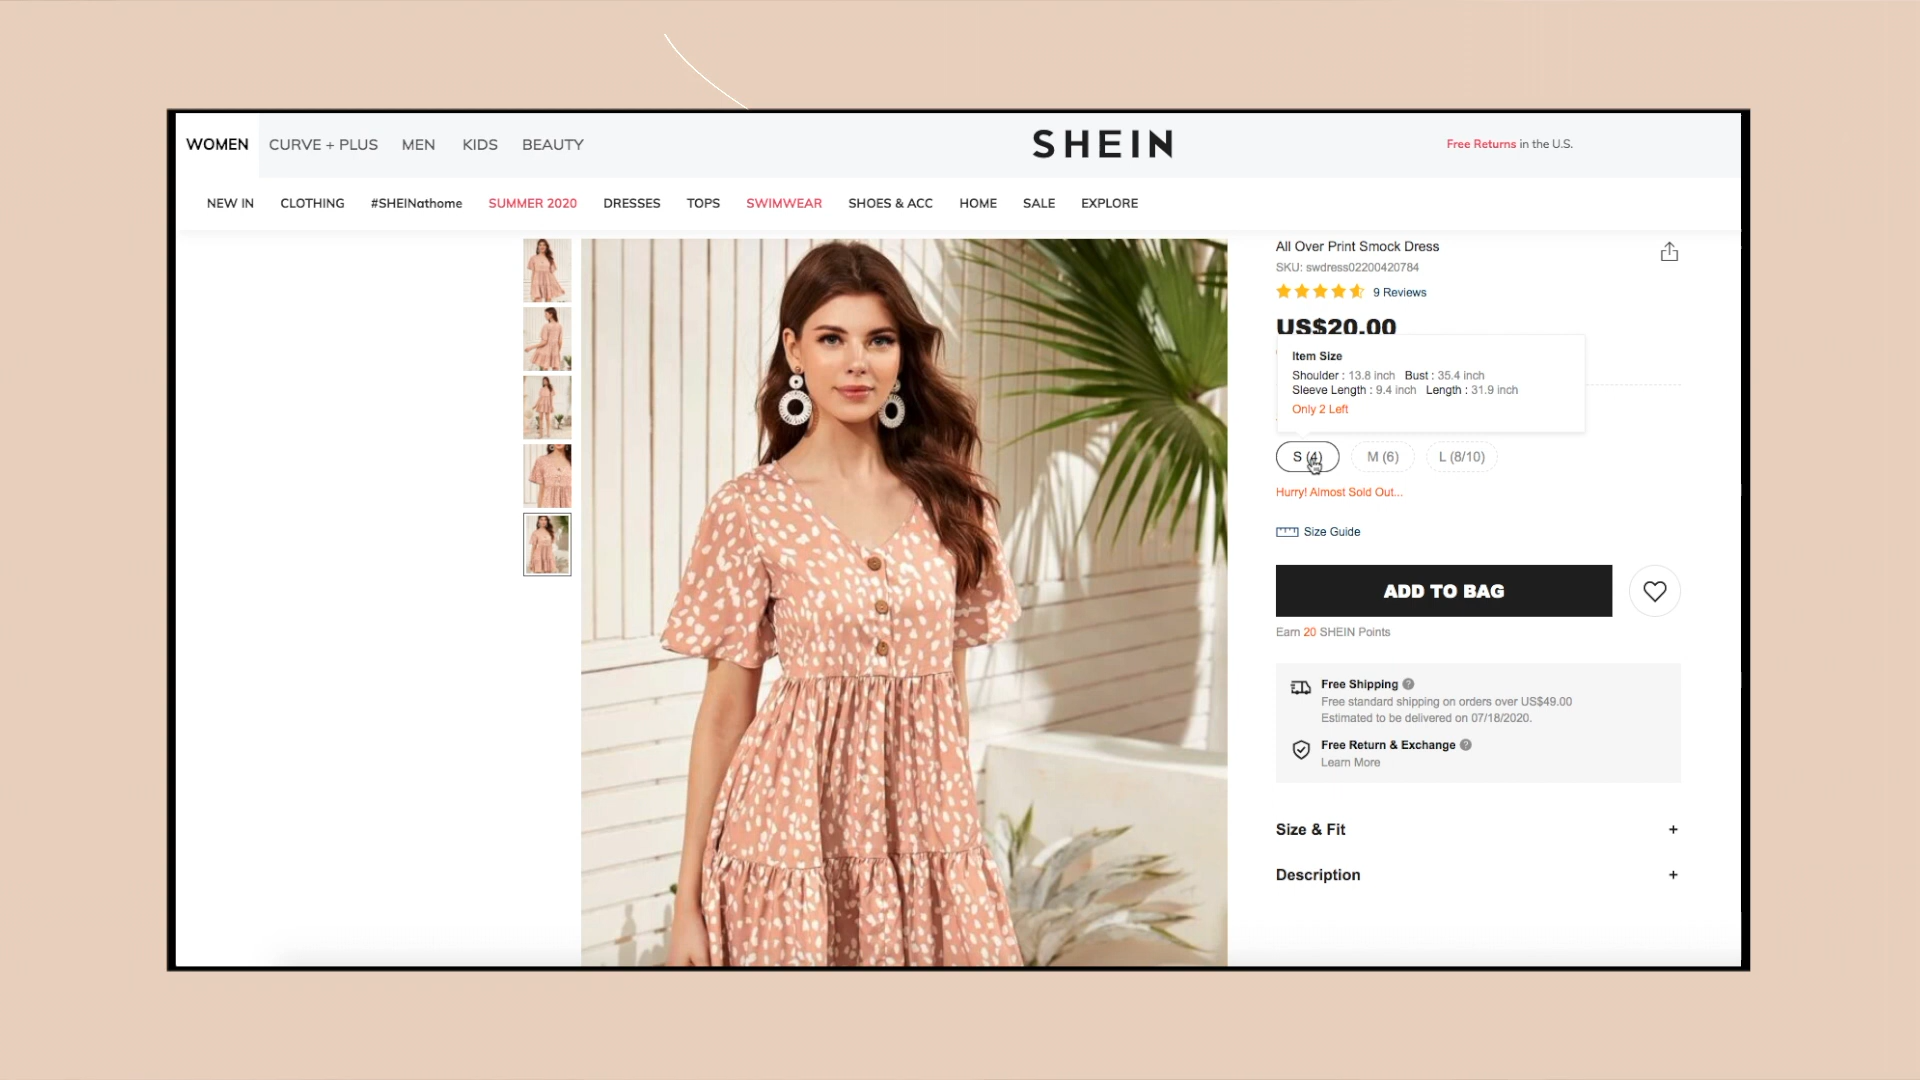 WOMEN CURVE + PLUS MEN KIDS BEAUTY
SHEIN
Free Returns in the U.S.
NEW IN CLOTHING #SHEINathome SUMMER 2020 DRESSES TOPS SWIMWEAR SHOES & ACC HOME SALE EXPLORE
All Over Print Smock Dress
SKU: swdress02200420784
9 Reviews
US$20.00
Item Size
Shoulder : 13.8 inch Bust : 35.4 inch
Sleeve Length : 9.4 inch Length : 31.9 inch
Only 2 Left
S (4) M (6) L (8/10)
Hurry! Almost Sold Out...
Size Guide
ADD TO BAG
Earn 20 SHEIN Points
Free Shipping ?
Free standard shipping on orders over US$49.00
Estimated to be delivered on 07/18/2020.
Free Return & Exchange ?
Learn More
Size & Fit +
Description +